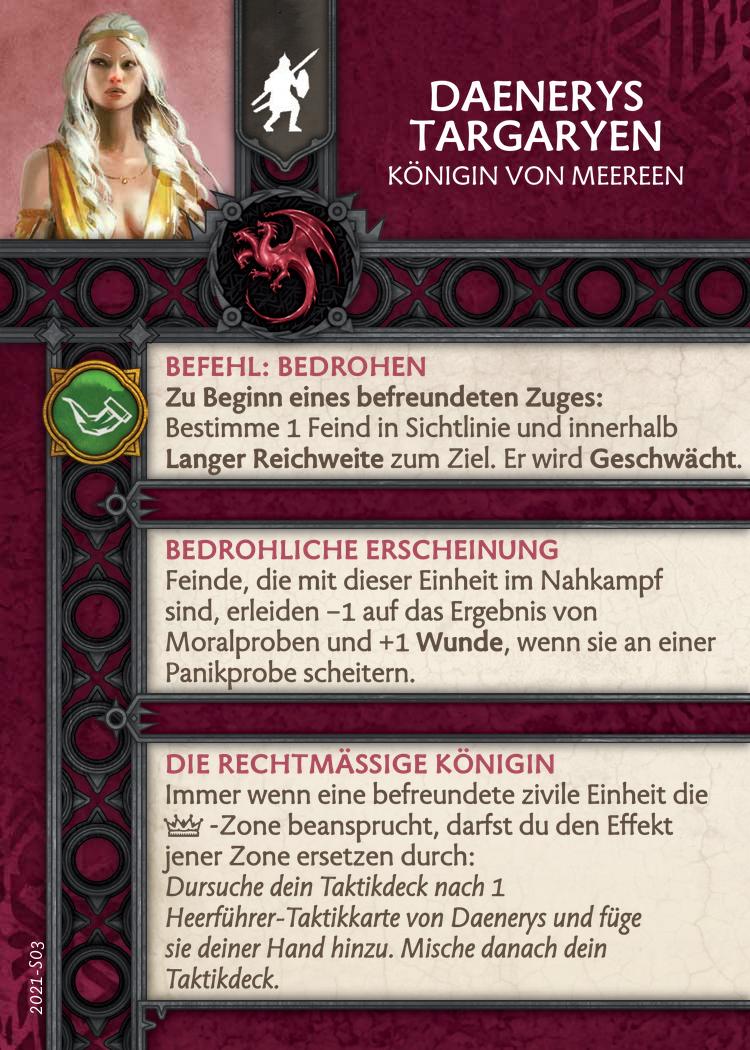 DAENERYS
TARGARYEN
KÖNIGIN VON MEEREEN
BEFEHL: BEDROHEN
Zu Beginn eines befreundeten Zuges:
Bestimme 1 Feind in Sichtlinie und innerhalb
Langer Reichweite zum Ziel. Er wird Geschwächt.
BEDROHLICHE ERSCHEINUNG
Feinde, die mit dieser Einheit im Nahkampf
sind, erleiden –1 auf das Ergebnis von
Moralproben und +1 Wunde, wenn sie an einer
Panikprobe scheitern.
DIE RECHTMÄSSIGE KÖNIGIN
Immer wenn eine befreundete zivile Einheit die
-Zone beansprucht, darfst du den Effekt
jener Zone ersetzen durch:
Dursuche dein Taktikdeck nach 1
Heerführer-Taktikkarte von Daenerys und füge
sie deiner Hand hinzu. Mische danach dein
Taktikdeck.
2021-S03